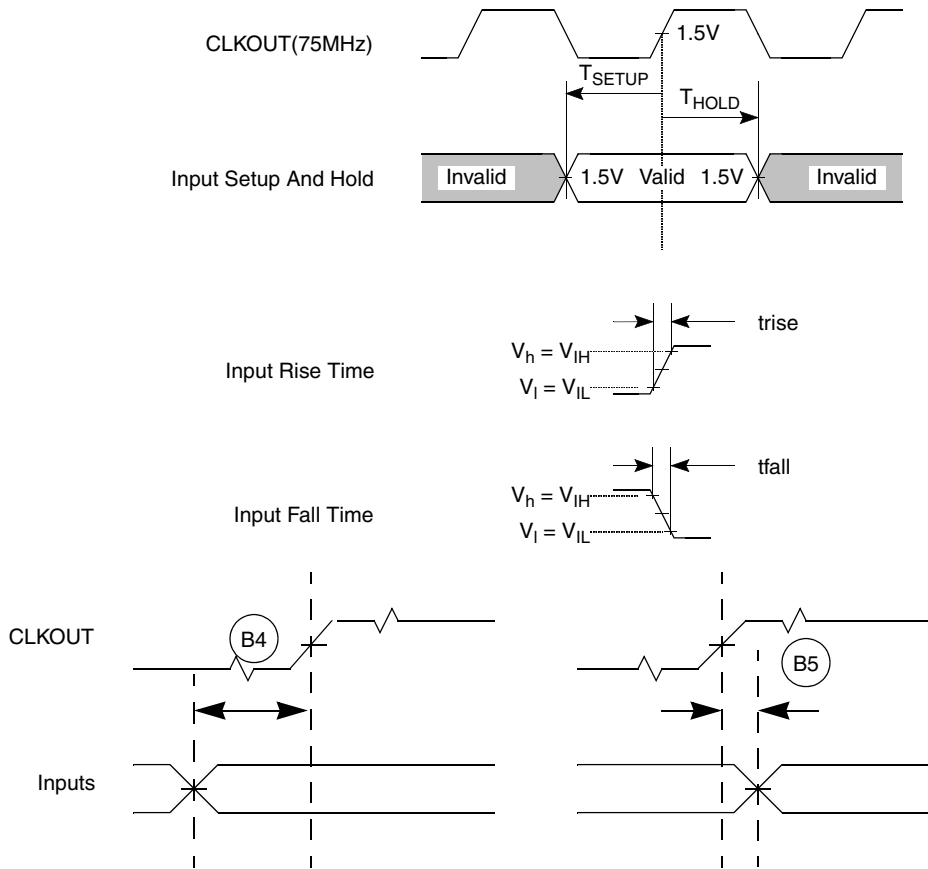 CLKOUT(75MHz)
1.5V
TSETUP
THOLD
Input Setup And Hold
Invalid
1.5V Valid 1.5V
Invalid
trise
Vh = VIH
Input Rise Time
Vl = VIL
tfall
Vh = VIH
Input Fall Time
Vl = VIL
CLKOUT
B4
B5
Inputs